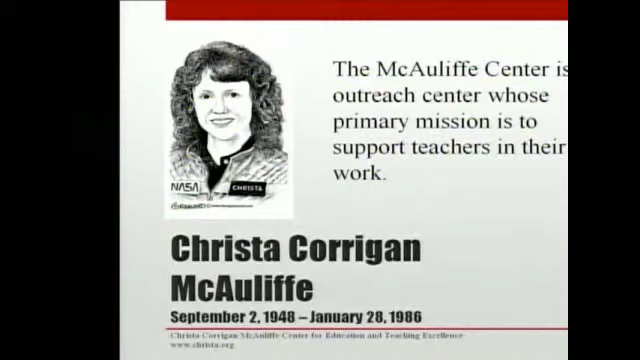 The McAuliffe Center is
outreach center whose
primary mission is to
support teachers in their
work.
NASA
CHRISTA
Christa Corrigan
McAuliffe
September 2, 1948 – January 28, 1986
Christa Corrigan McAuliffe Center for Education and Teaching Excellence
www.christa.org